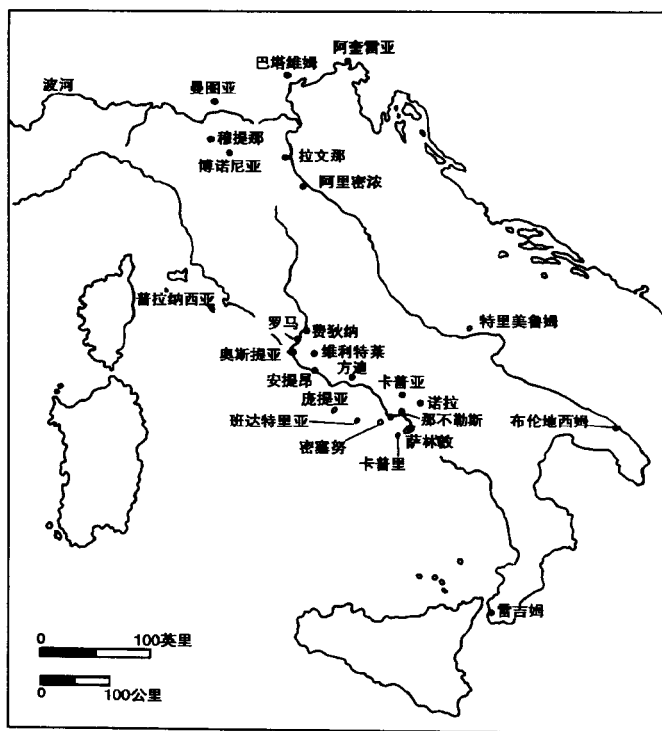 阿奎雷亚
巴塔维姆
波河
曼图亚
穆提那
博诺尼亚
拉文那
阿里密浓
普拉纳西亚
罗马
费狄纳
特里美鲁姆
奥斯提亚
维利特莱
方迪
安提昂
卡普亚
庞提亚
诺拉
班达特里亚
那不勒斯
布伦地西姆
密塞努
萨林敦
卡普里
雷吉姆
0
100英里
0
100公里